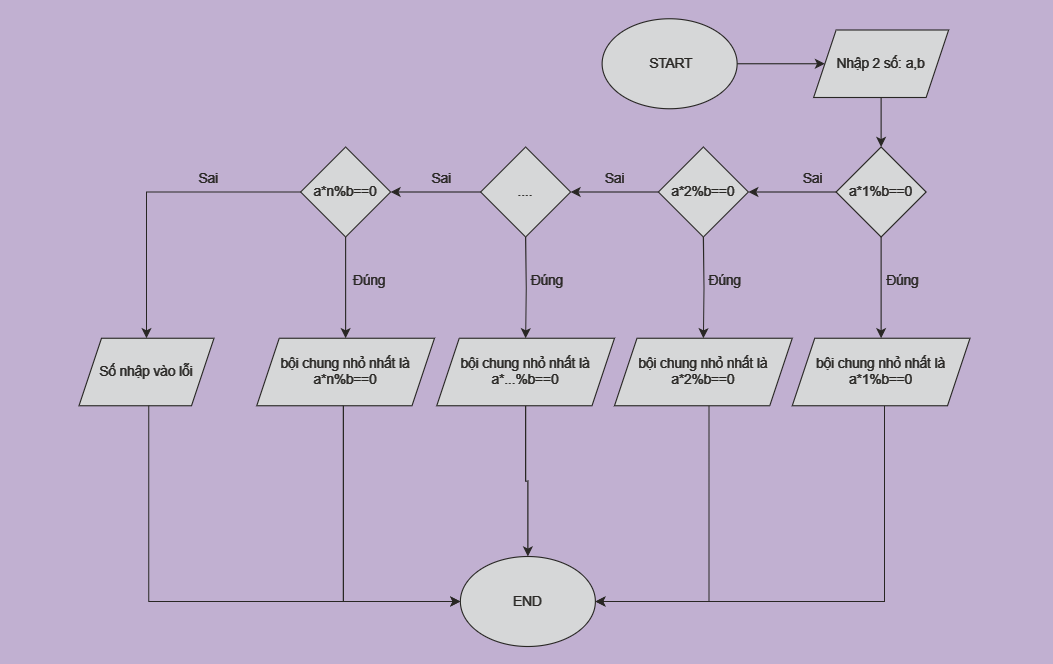 START
Nhập 2 số: a,b
a*1%b==0
Sai
a*2%b==0
Sai
....
Sai
a*n%b==0
Sai
Đúng
Đúng
Đúng
Đúng
Số nhập vào lỗi
bội chung nhỏ nhất là
a*n%b==0
bội chung nhỏ nhất là
a*...%b==0
bội chung nhỏ nhất là
a*2%b==0
bội chung nhỏ nhất là
a*1%b==0
END